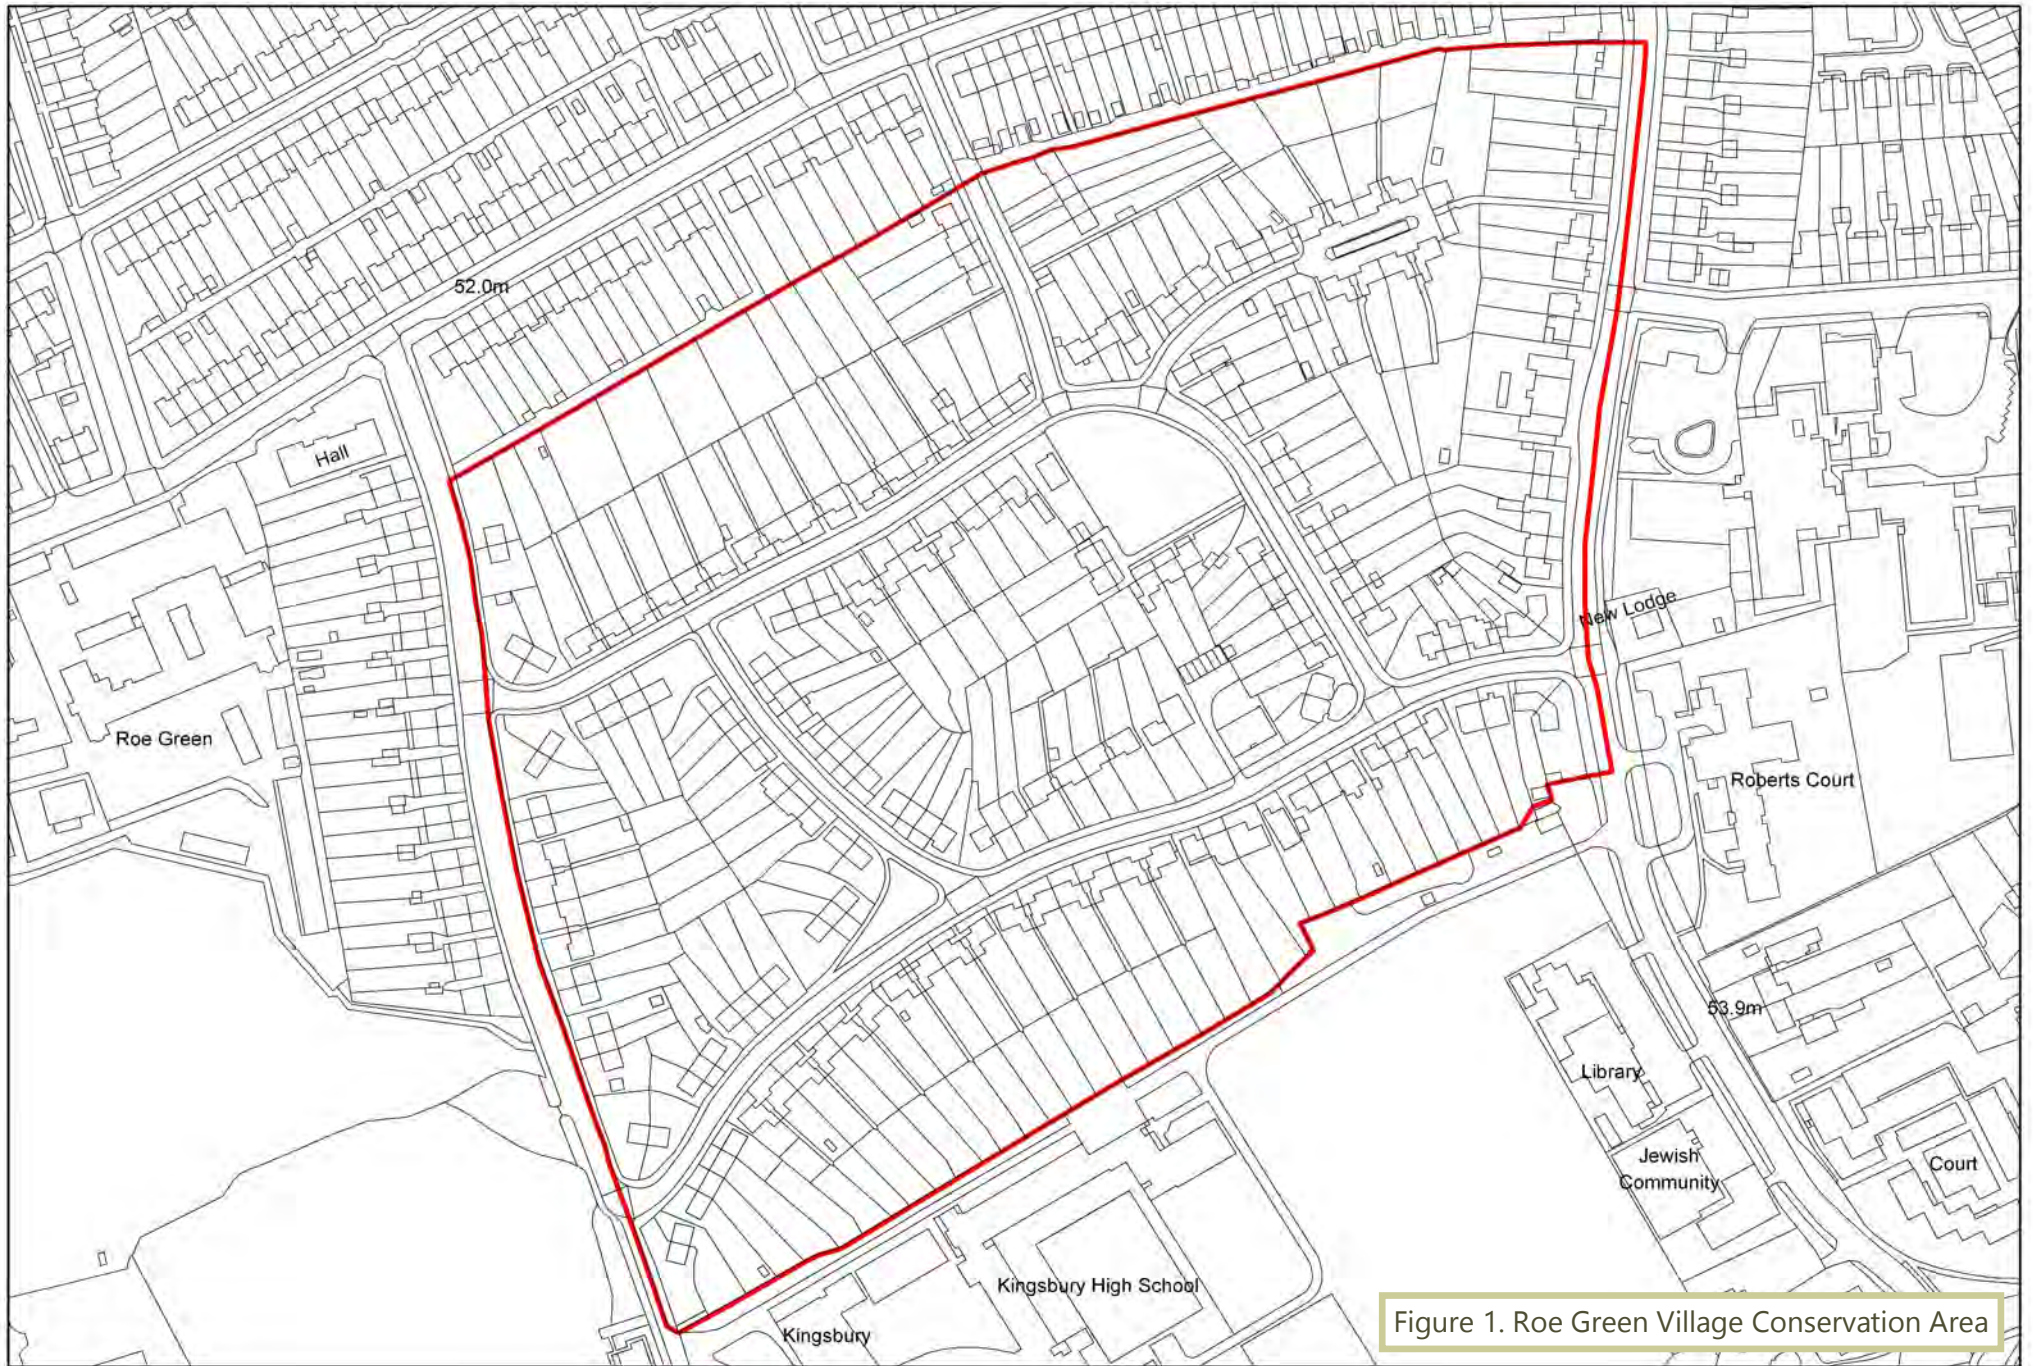 52.0m
Hall
New Lodge
Roe Green
Roberts Court
53.9m
Library
Jewish
Community
Court
Kingsbury High School
Kingsbury
Figure 1. Roe Green Village Conservation Area